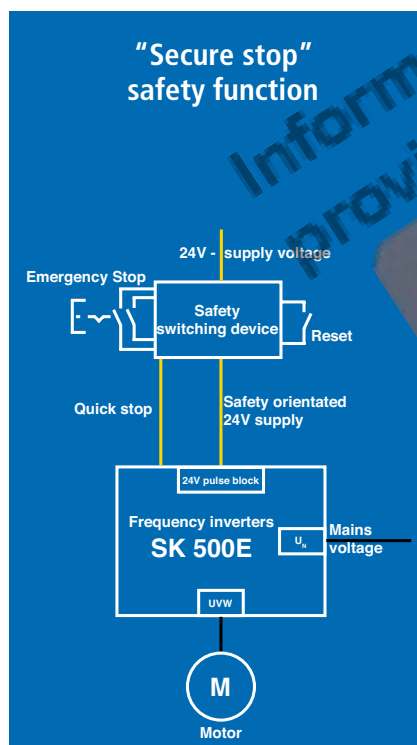 “Secure stop”
safety function
Inform
provi
24V - supply voltage
Emergency Stop
Safety
switching device
Reset
Quick stop
Safety orientated
24V supply
24V pulse block
Frequency inverters
SK 500E
Mains
voltage
UN
UVW
M
Motor